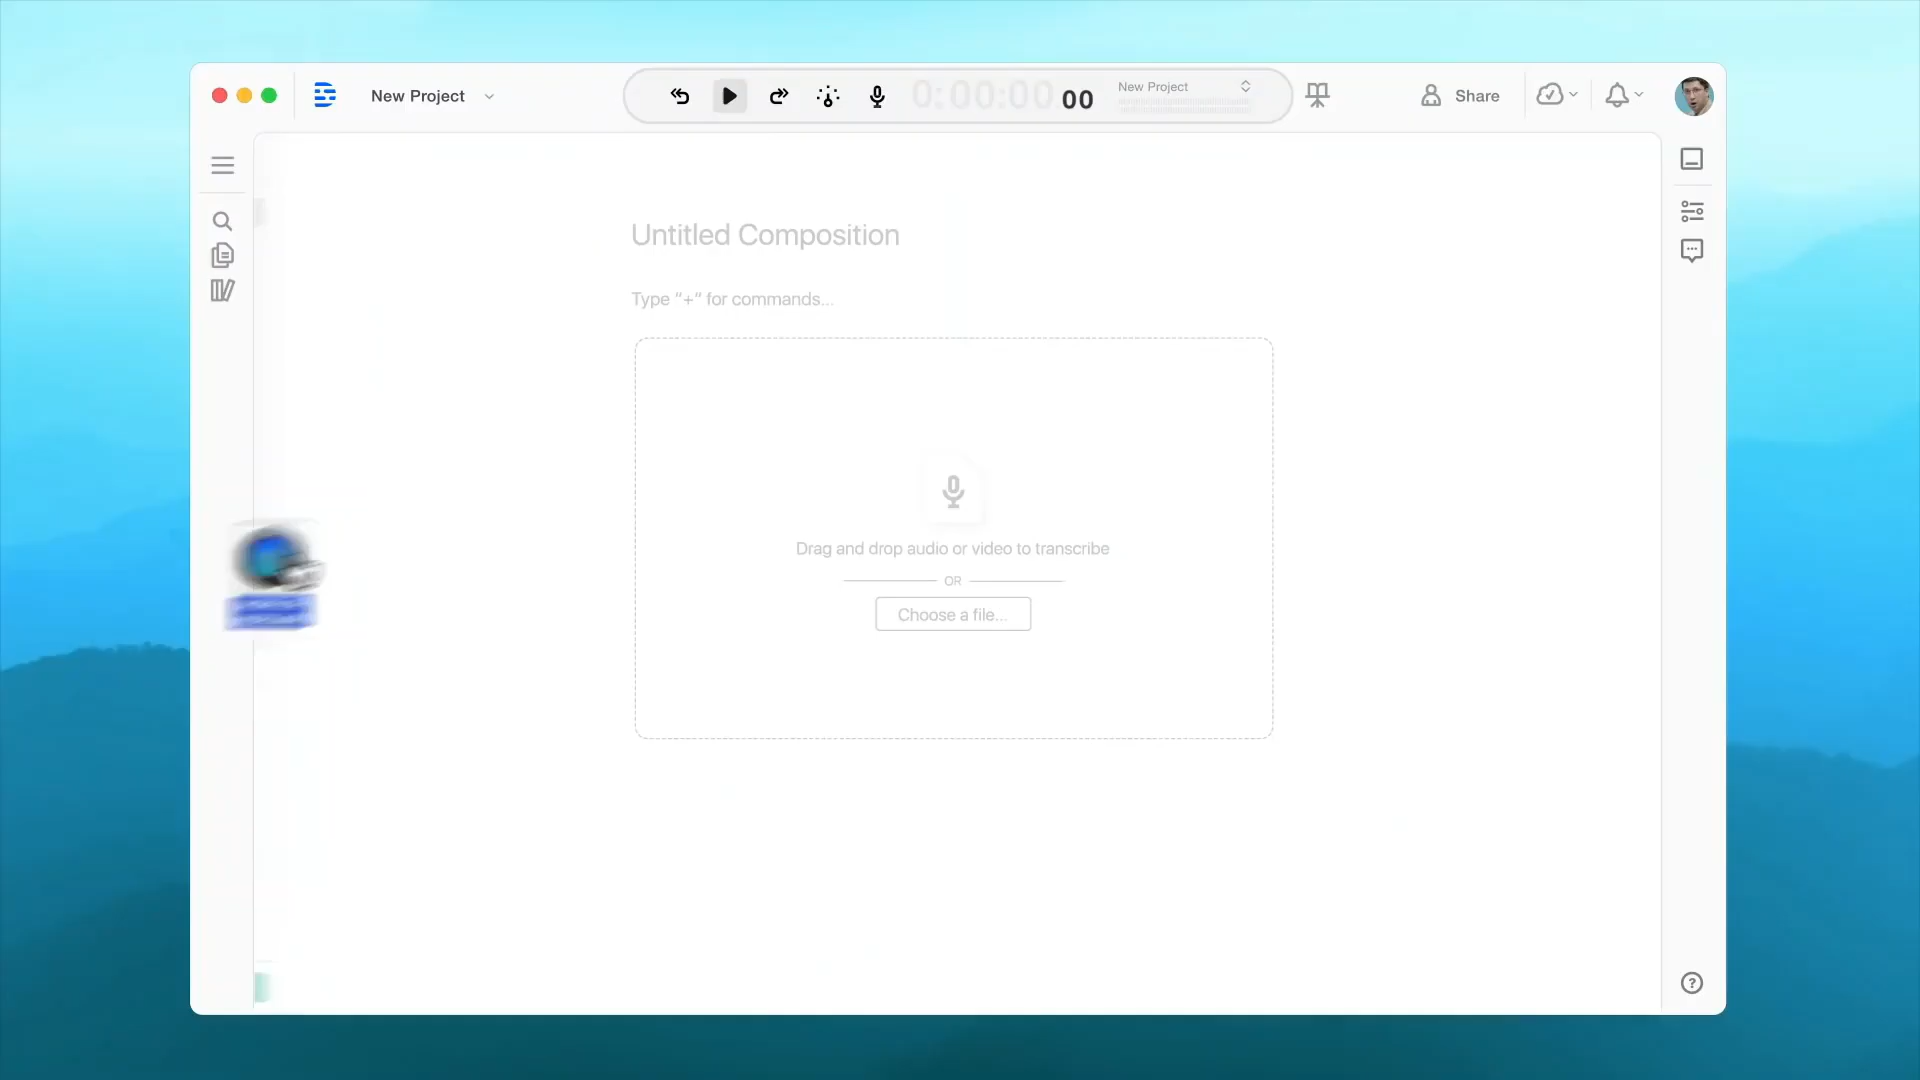 New Project
0:00:00 00
New Project
Share
Untitled Composition
Type “+“ for commands...
Drag and drop audio or video to transcribe
OR
Choose a file...
?